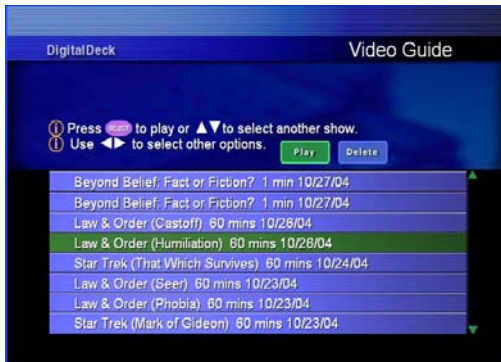 DigitalDeck
Video Guide
Press SELECT to play or ▲▼ to select another show.
Use ◀▶ to select other options.
Play
Delete
Beyond Belief: Fact or Fiction? 1 min 10/27/04
Beyond Belief: Fact or Fiction? 1 min 10/27/04
Law & Order (Castoff) 60 mins 10/26/04
Law & Order (Humiliation) 60 mins 10/26/04
Star Trek (That Which Survives) 60 mins 10/24/04
Law & Order (Seer) 60 mins 10/23/04
Law & Order (Phobia) 60 mins 10/23/04
Star Trek (Mark of Gideon) 60 mins 10/23/04